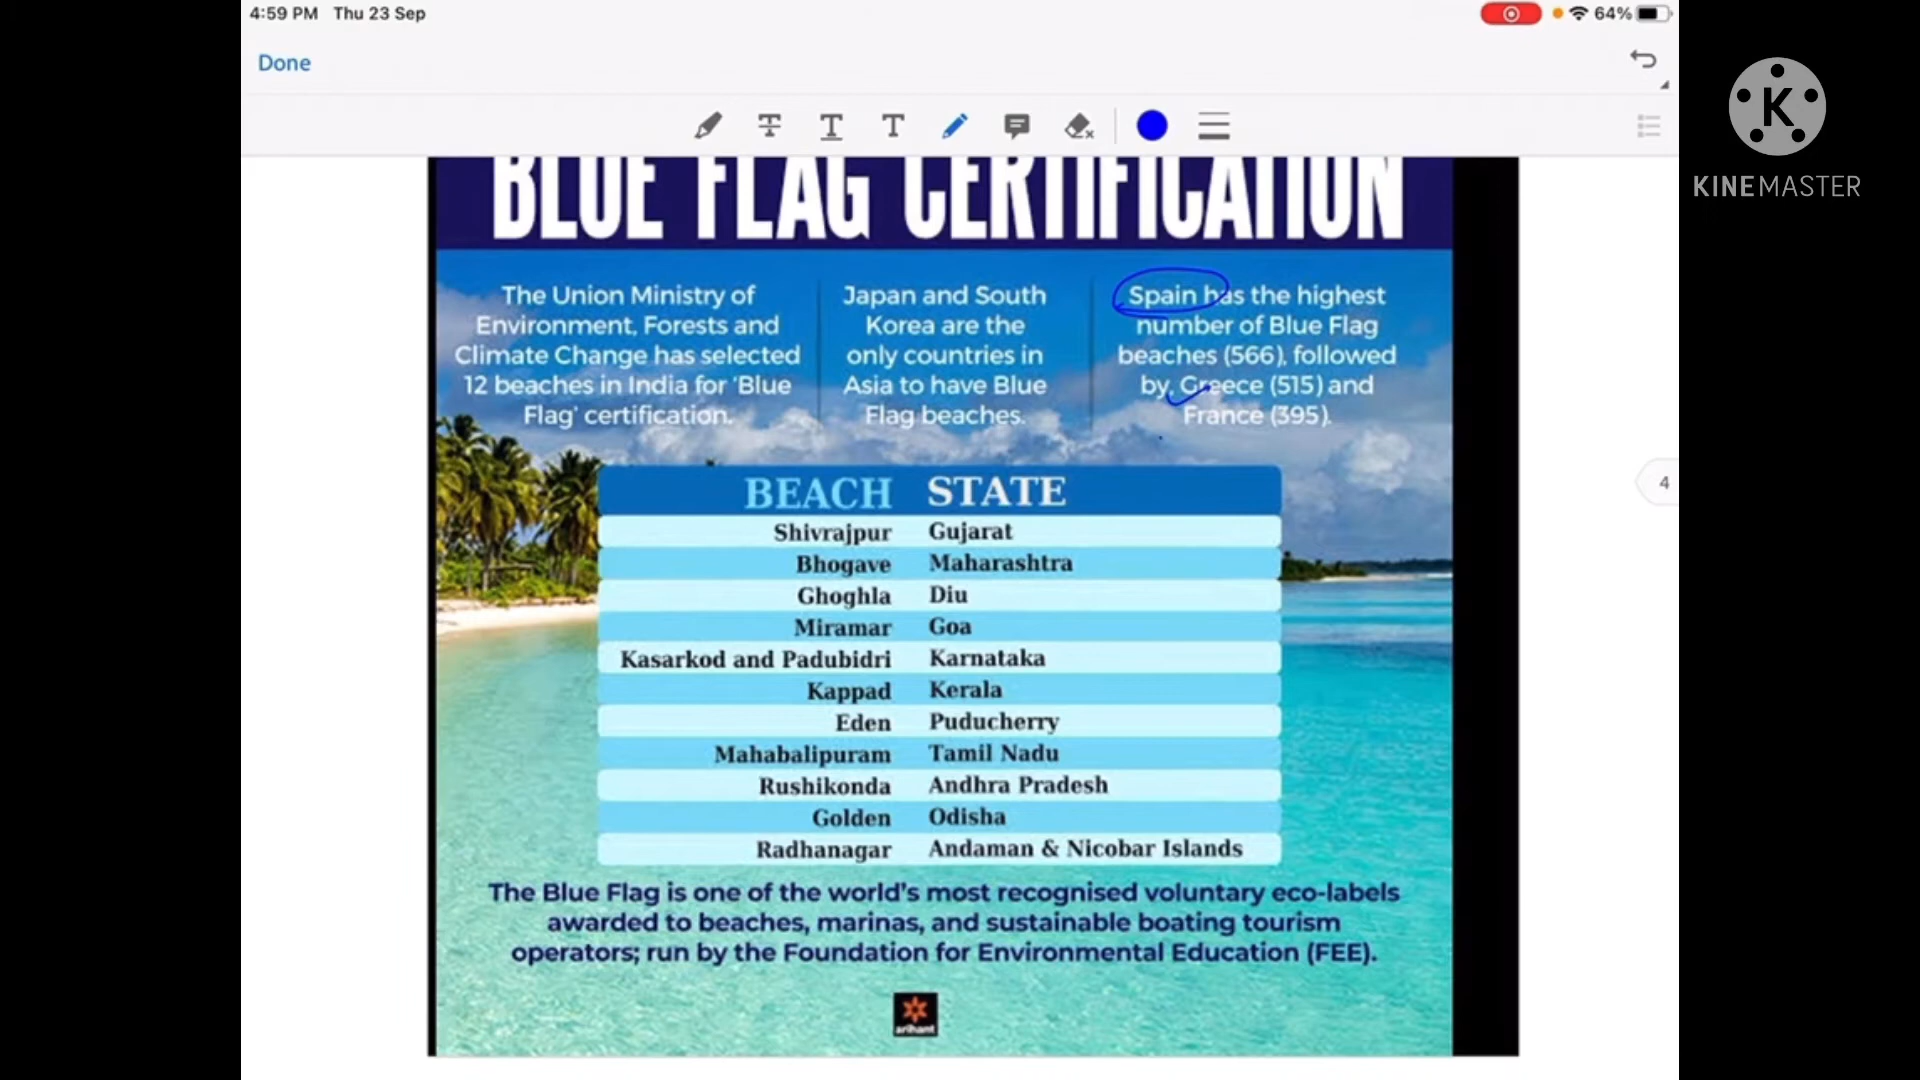 4:59 PM Thu 23 Sep
64%
Done
K
KINEMASTER
BLUE FLAG CERTIFICATION
The Union Ministry of
Environment, Forests and
Climate Change has selected
12 beaches in India for 'Blue
Flag' certification.
Japan and South
Korea are the
only countries in
Asia to have Blue
Flag beaches.
Spain has the highest
number of Blue Flag
beaches (566), followed
by, Greece (515) and
France (395).
4
BEACH STATE
Shivrajpur Gujarat
Bhogave Maharashtra
Ghoghla Diu
Miramar Goa
Kasarkod and Padubidri Karnataka
Kappad Kerala
Eden Puducherry
Mahabalipuram Tamil Nadu
Rushikonda Andhra Pradesh
Golden Odisha
Radhanagar Andaman & Nicobar Islands
The Blue Flag is one of the world's most recognised voluntary eco-labels
awarded to beaches, marinas, and sustainable boating tourism
operators; run by the Foundation for Environmental Education (FEE).
arihant